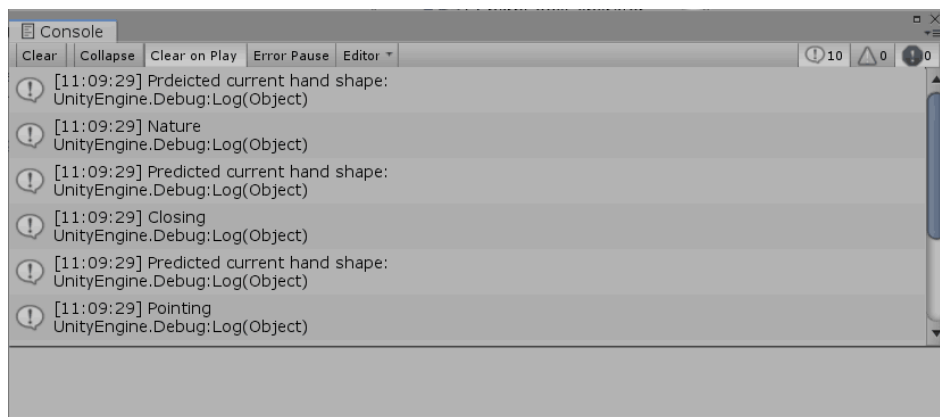 Console
Clear Collapse Clear on Play Error Pause Editor 10 0 0
[11:09:29] Prdeicted current hand shape:
UnityEngine.Debug:Log(Object)
[11:09:29] Nature
UnityEngine.Debug:Log(Object)
[11:09:29] Predicted current hand shape:
UnityEngine.Debug:Log(Object)
[11:09:29] Closing
UnityEngine.Debug:Log(Object)
[11:09:29] Predicted current hand shape:
UnityEngine.Debug:Log(Object)
[11:09:29] Pointing
UnityEngine.Debug:Log(Object)